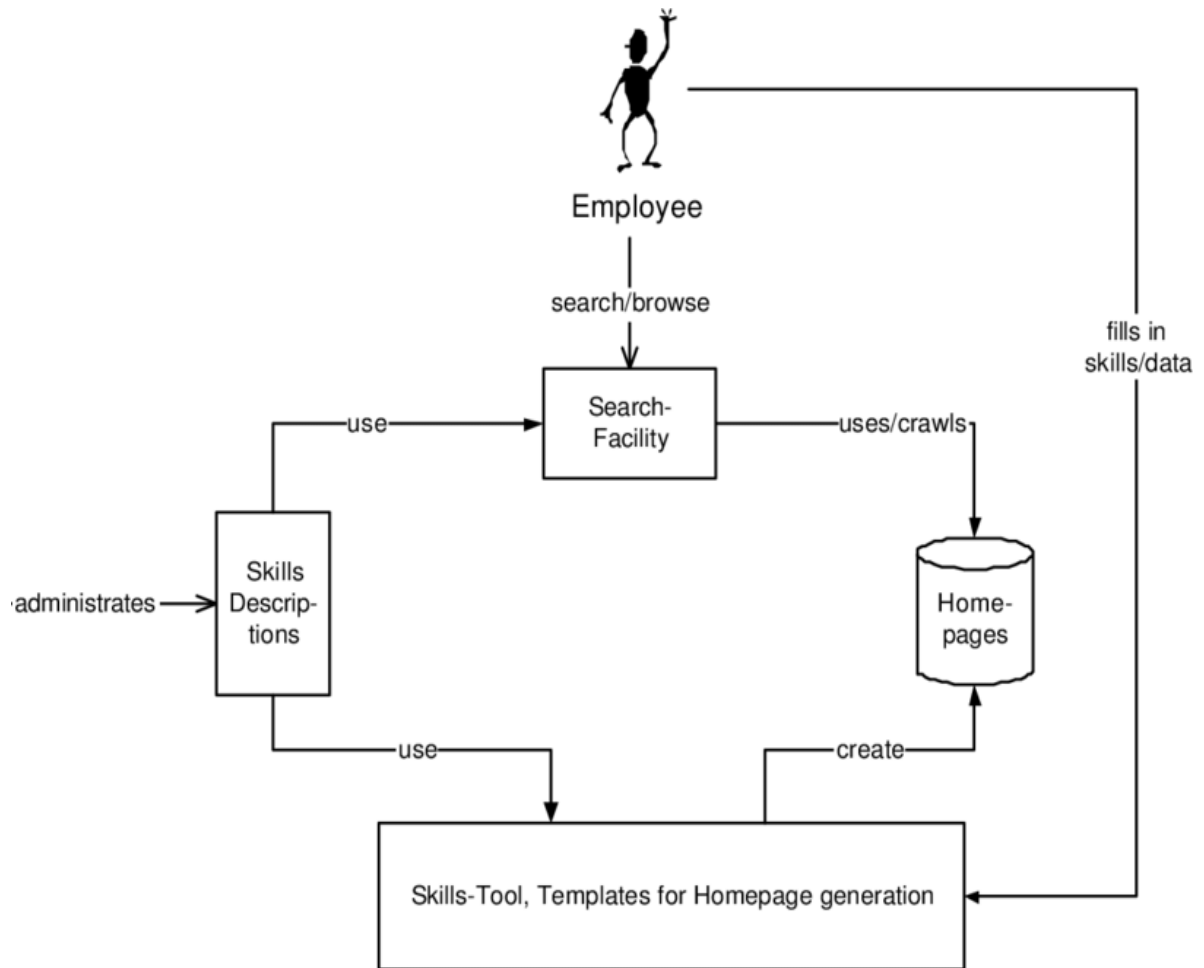 Employee
search/browse
fills in
skills/data
Search-
Facility
use
uses/crawls
Skills
Descrip-
tions
administrates
Home-
pages
use
create
Skills-Tool, Templates for Homepage generation